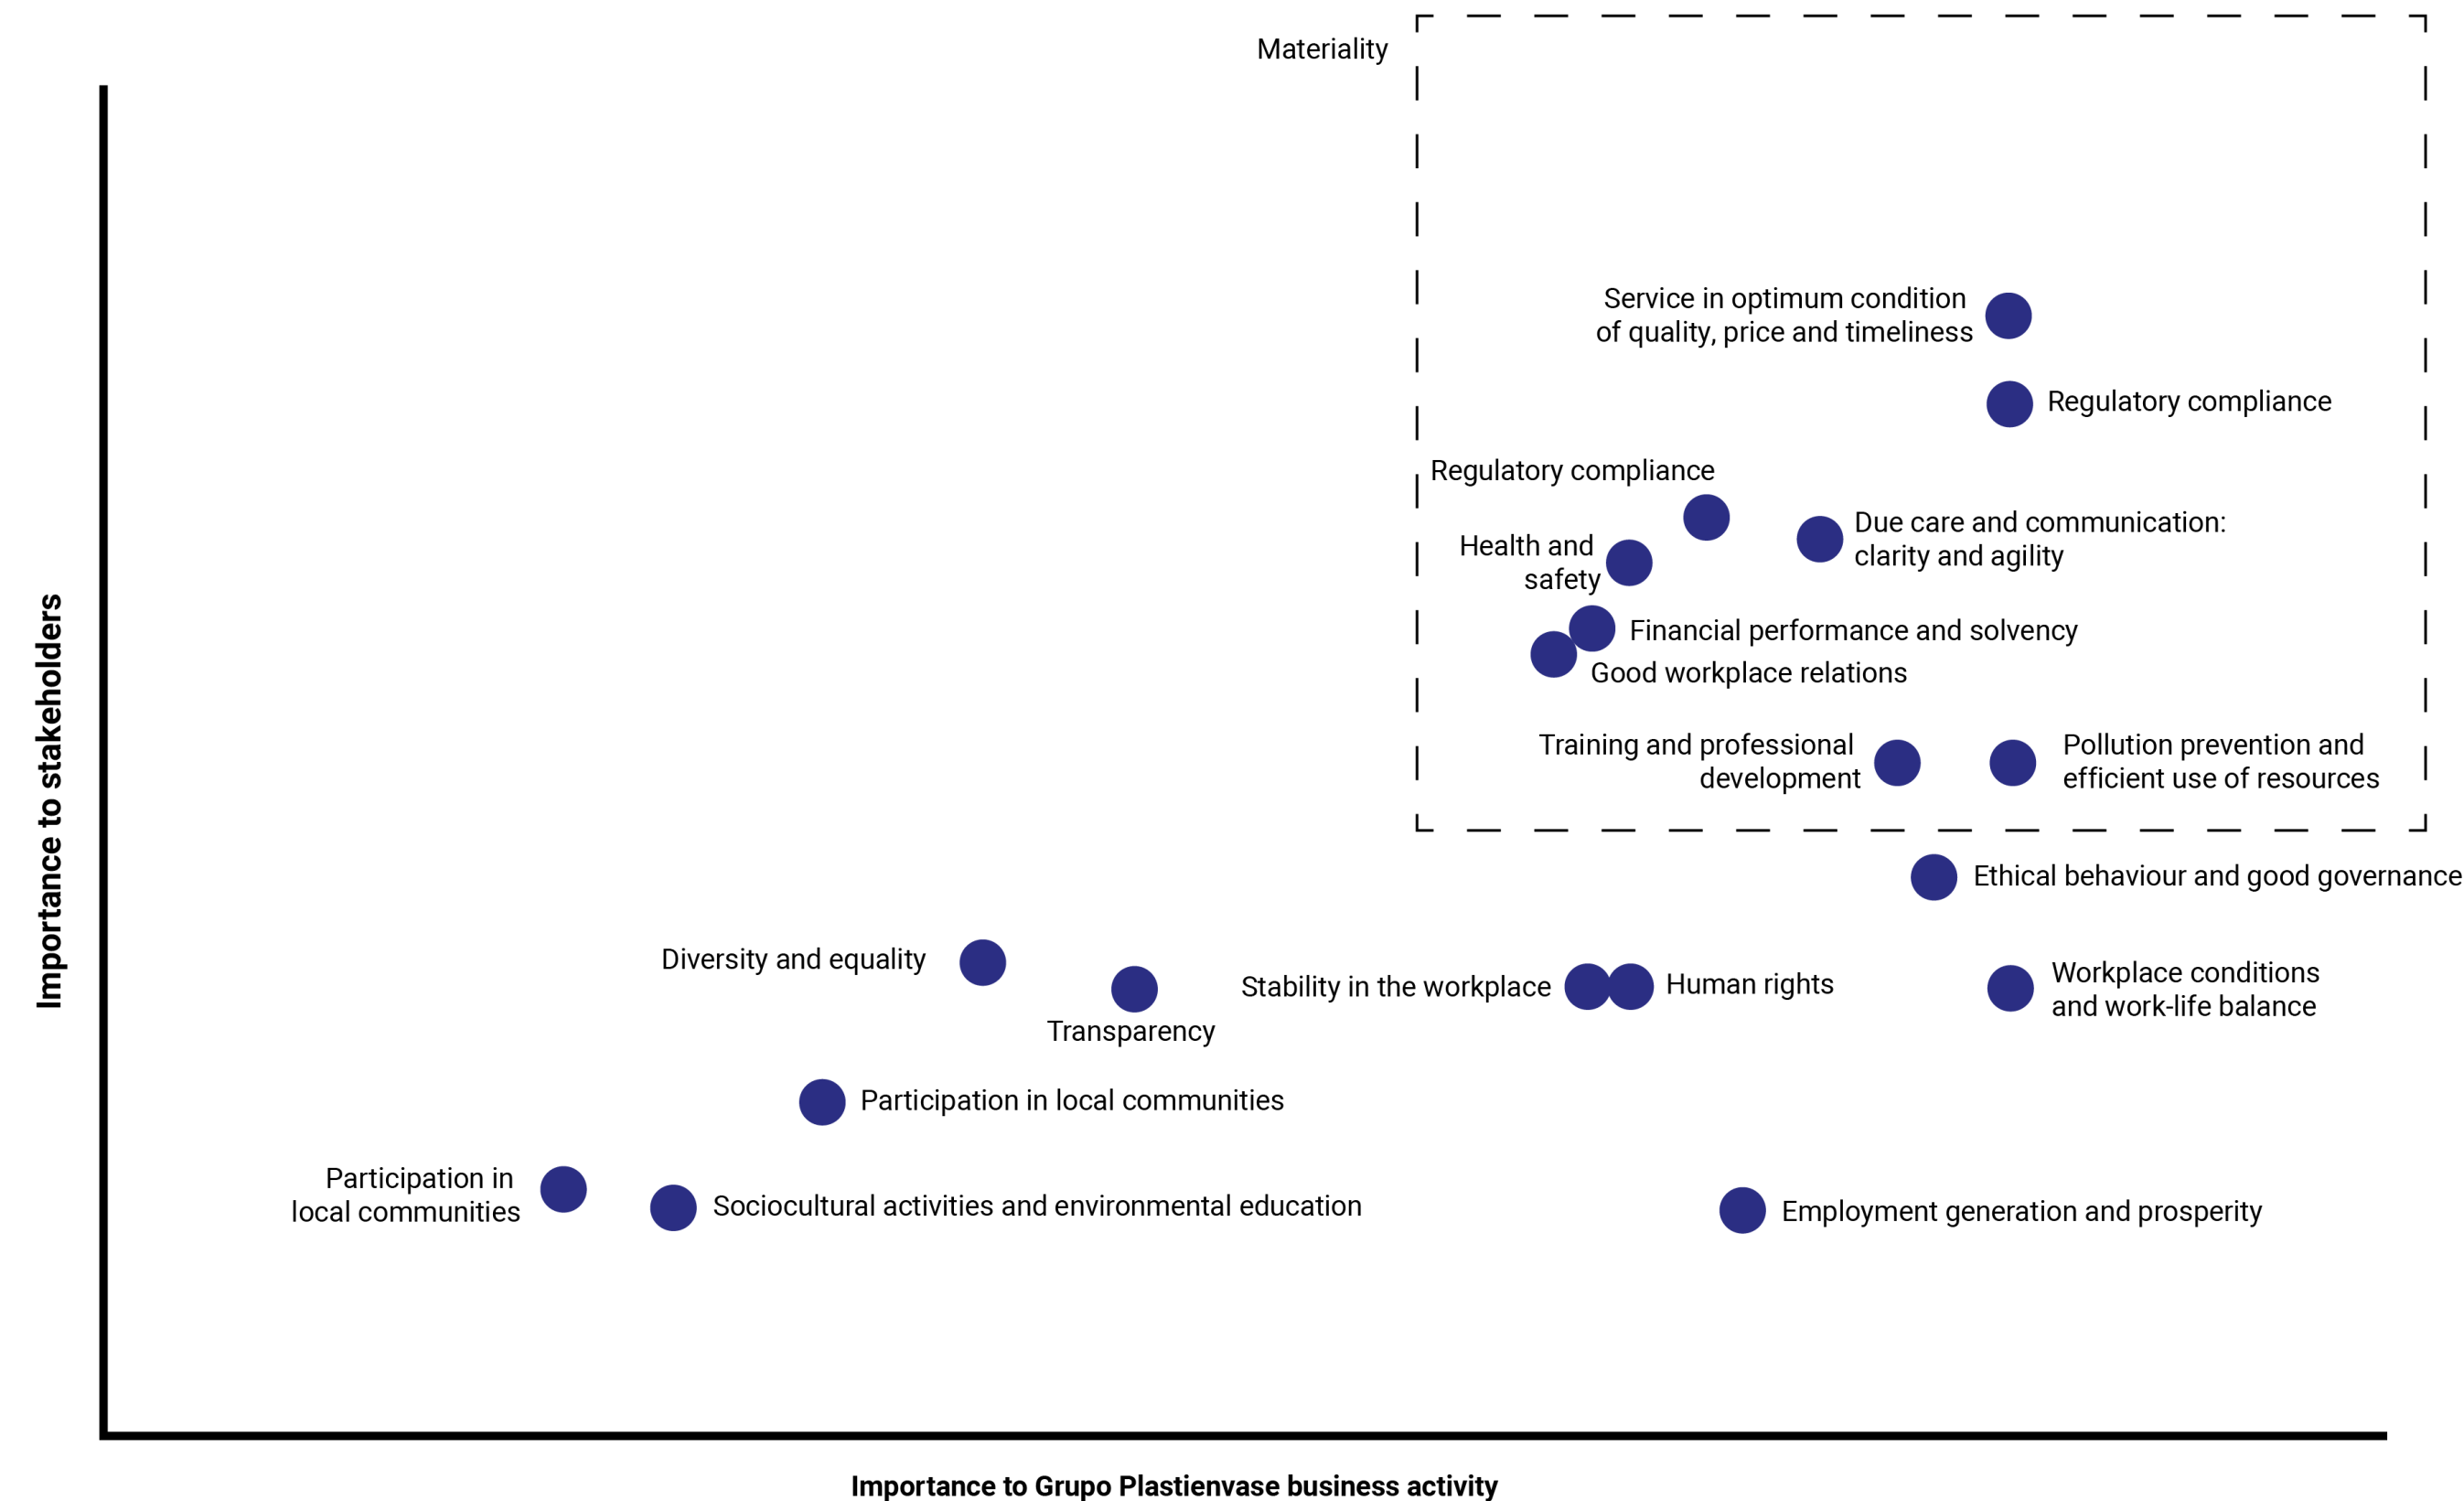 Materiality
Service in optimum condition
of quality, price and timeliness
Regulatory compliance
Regulatory compliance
Due care and communication:
clarity and agility
Health and
safety
Financial performance and solvency
Good workplace relations
Training and professional
development
Pollution prevention and
efficient use of resources
Ethical behaviour and good governance
Diversity and equality
Transparency
Stability in the workplace
Human rights
Workplace conditions
and work-life balance
Participation in local communities
Participation in
local communities
Sociocultural activities and environmental education
Employment generation and prosperity
Importance to stakeholders
Importance to Grupo Plastienvase business activity